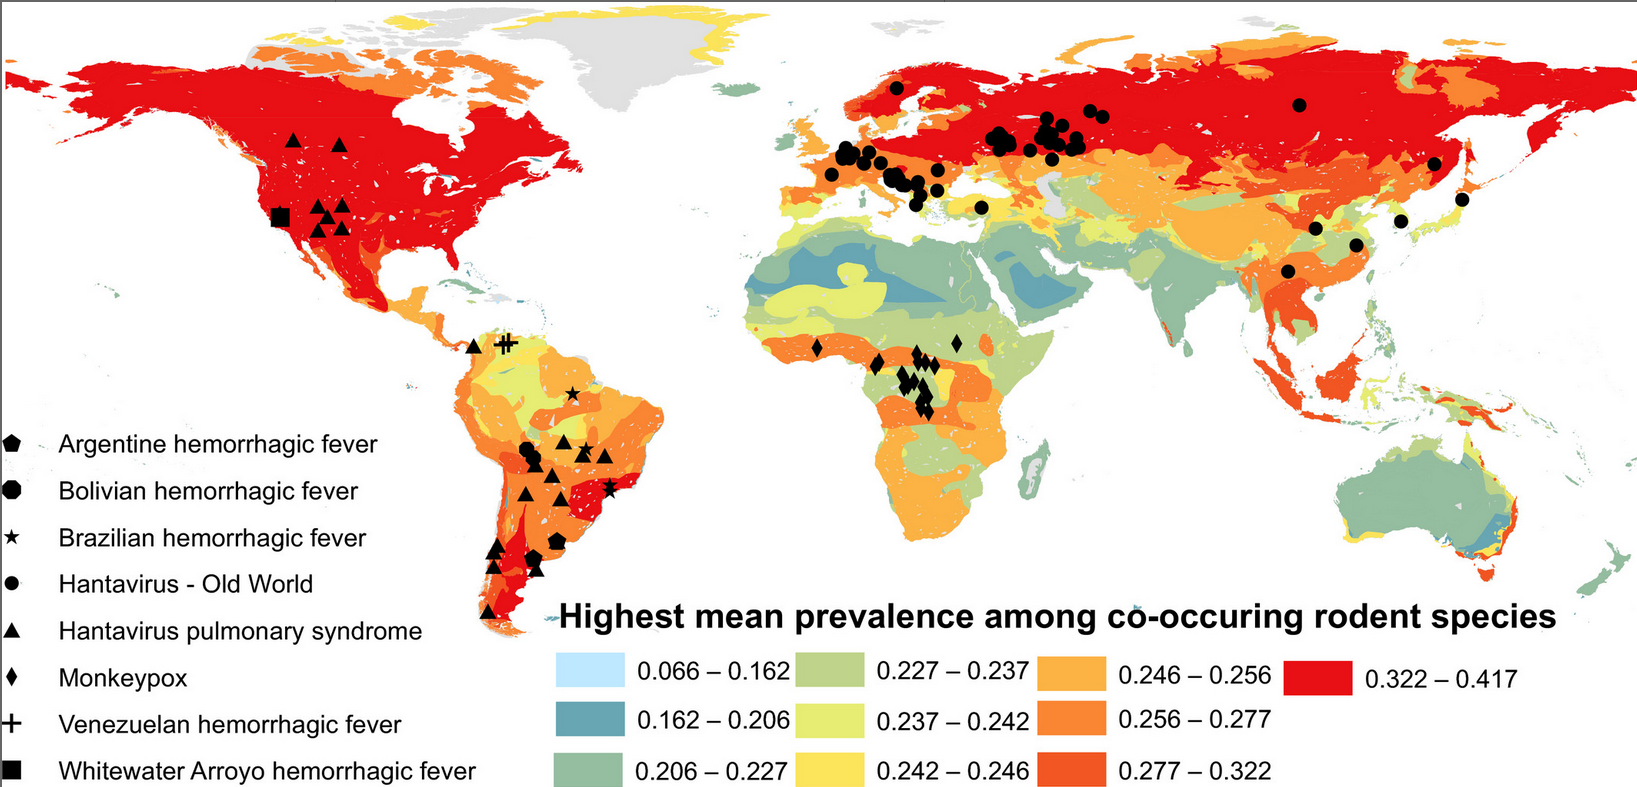 Argentine hemorrhagic fever
Bolivian hemorrhagic fever
Brazilian hemorrhagic fever
Hantavirus - Old World
Hantavirus pulmonary syndrome
Monkeypox
Venezuelan hemorrhagic fever
Whitewater Arroyo hemorrhagic fever
Highest mean prevalence among co-occuring rodent species
0.066 – 0.162
0.162 – 0.206
0.206 – 0.227
0.227 – 0.237
0.237 – 0.242
0.242 – 0.246
0.246 – 0.256
0.256 – 0.277
0.277 – 0.322
0.322 – 0.417